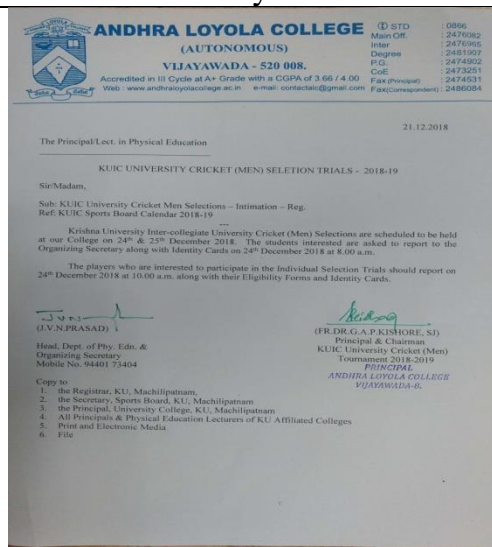 ANDHRA LOYOLA COLLEGE
(AUTONOMOUS)
VIJAYAWADA - 520 008.
Accredited in III Cycle at A+ Grade with a CGPA of 3.66 / 4.00
Web : www.andhraloyolacollege.ac.in e-mail: contactalc@gmail.com
STD : 0866
Main Off. : 2476082
Inter : 2476965
Degree : 2481907
P.G. : 2474902
CoE : 2473251
Fax (Principal) : 2474531
Fax(Correspondent) : 2486084
21.12.2018
The Principal/Lect. in Physical Education
KUIC UNIVERSITY CRICKET (MEN) SELETION TRIALS - 2018-19
Sir/Madam,
Sub: KUIC University Cricket Men Selections – Intimation – Reg.
Ref: KUIC Sports Board Calendar 2018-19
---
Krishna University Inter-collegiate University Cricket (Men) Selections are scheduled to be held
at our College on 24th & 25th December 2018. The students interested are asked to report to the
Organizing Secretary along with Identity Cards on 24th December 2018 at 8.00 a.m.
The players who are interested to participate in the Individual Selection Trials should report on
24th December 2018 at 10.00 a.m. along with their Eligibility Forms and Identity Cards.
(J.V.N.PRASAD)
Head, Dept. of Phy. Edn. &
Organizing Secretary
Mobile No. 94401 73404
(FR.DR.G.A.P.KISHORE, SJ)
Principal & Chairman
KUIC University Cricket (Men)
Tournament 2018-2019
PRINCIPAL
ANDHRA LOYOLA COLLEGE
VIJAYAWADA-8.
Copy to
1. the Registrar, KU, Machilipatnam,
2. the Secretary, Sports Board, KU, Machilipatnam
3. the Principal, University College, KU, Machilipatnam
4. All Principals & Physical Education Lecturers of KU Affiliated Colleges
5. Print and Electronic Media
6. File